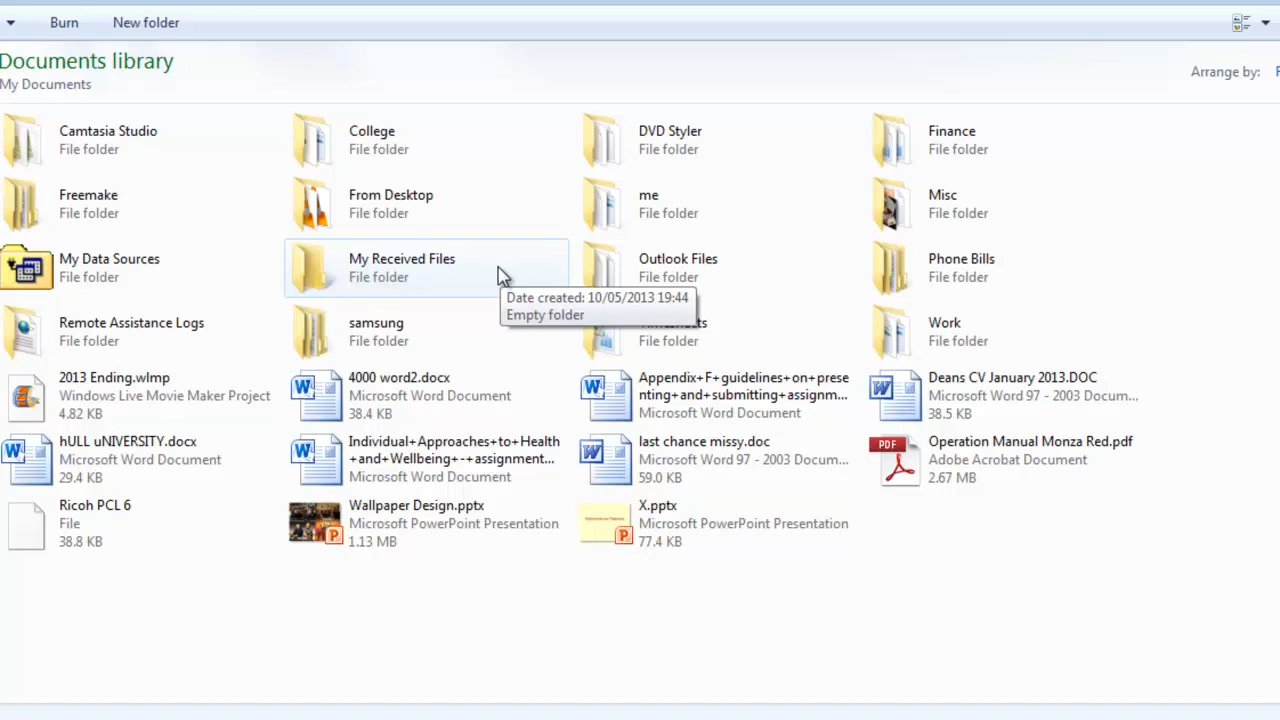 Burn New folder
Documents library
My Documents
Arrange by:
Camtasia Studio
File folder
College
File folder
DVD Styler
File folder
Finance
File folder
Freemake
File folder
From Desktop
File folder
me
File folder
Misc
File folder
My Data Sources
File folder
My Received Files
File folder
Outlook Files
File folder
Phone Bills
File folder
Date created: 10/05/2013 19:44
Empty folder
Remote Assistance Logs
File folder
samsung
File folder
File folder
Work
File folder
2013 Ending.wlmp
Windows Live Movie Maker Project
4.82 KB
4000 word2.docx
Microsoft Word Document
38.4 KB
Appendix+F+guidelines+on+prese
nting+and+submitting+assignm...
Microsoft Word Document
Deans CV January 2013.DOC
Microsoft Word 97 - 2003 Docum...
38.5 KB
hULL uNIVERSITY.docx
Microsoft Word Document
29.4 KB
Individual+Approaches+to+Health
+and+Wellbeing+-+assignment...
Microsoft Word Document
last chance missy.doc
Microsoft Word 97 - 2003 Docum...
59.0 KB
PDF
Operation Manual Monza Red.pdf
Adobe Acrobat Document
2.67 MB
Ricoh PCL 6
File
38.8 KB
Wallpaper Design.pptx
Microsoft PowerPoint Presentation
1.13 MB
X.pptx
Microsoft PowerPoint Presentation
77.4 KB